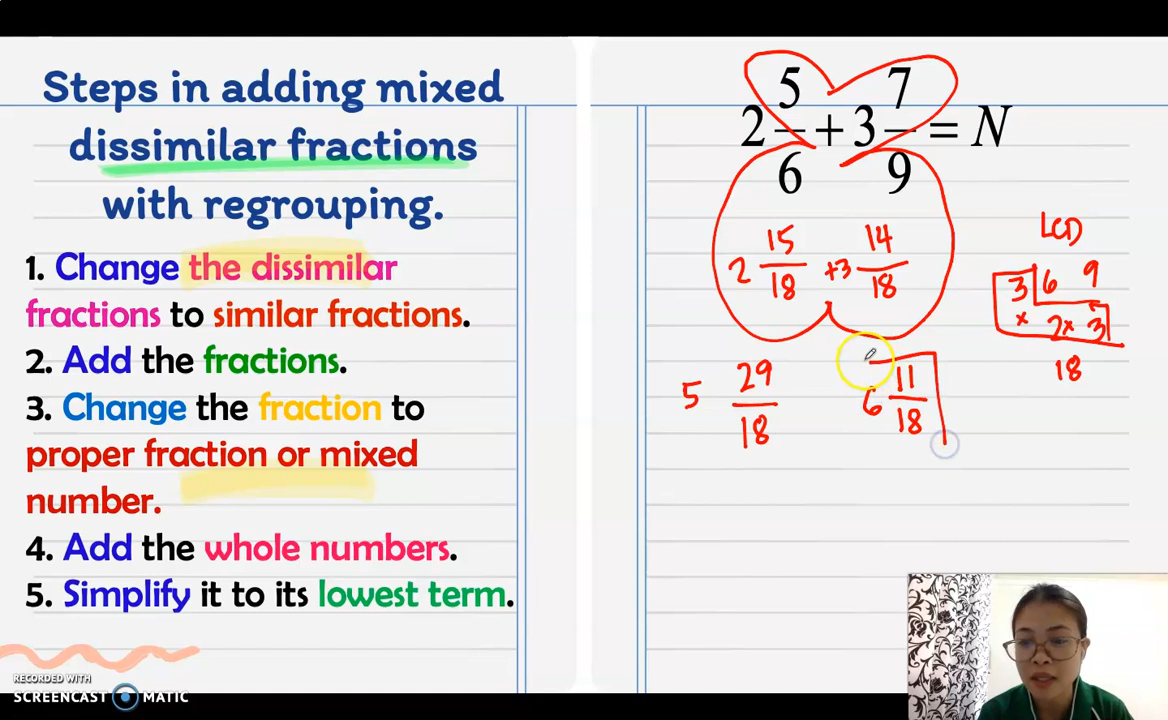 Steps in adding mixed
dissimilar fractions
with regrouping.
1. Change the dissimilar
fractions to similar fractions.
2. Add the fractions.
3. Change the fraction to
proper fraction or mixed
number.
4. Add the whole numbers.
5. Simplify it to its lowest term.
RECORDED WITH
SCREENCAST MATIC
2 5/6 + 3 7/9 = N
2 15/18 +3 14/18
5 29/18 6 11/18
LCD
3 6 9
x 2 x 3
18